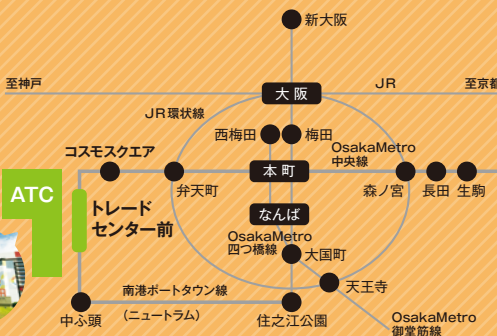 新大阪
至神戸
JR
至京都
大阪
JR環状線
西梅田
梅田
OsakaMetro
中央線
コスモスクエア
本町
ATC
弁天町
森ノ宮
長田
生駒
トレード
センター前
なんば
OsakaMetro
四つ橋線
大国町
南港ポートタウン線
(ニュートラム)
天王寺
中ふ頭
住之江公園
OsakaMetro
御堂筋線